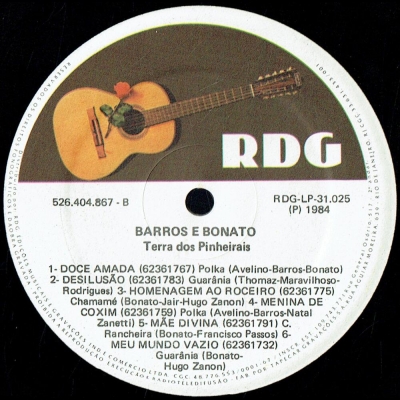 RDG
526.404.867 - B
RDG-LP-31.025
(P) 1984
BARROS E BONATO
Terra dos Pinheirais
1- DOCE AMADA (62361767) Polka (Avelino-Barros-Bonato)
2- DESILUSÃO (62361783) Guarânia (Thomaz-Maravilhoso-
Rodrigues) 3- HOMENAGEM AO ROCEIRO (62361775)
Chamamé (Bonato-Jair-Hugo Zanon) 4- MENINA DE
COXIM (62361759) Polka (Avelino-Barros-Natal
Zanetti) 5- MÃE DIVINA (62361791) C.
Rancheira (Bonato-Francisco Passos) 6-
MEU MUNDO VAZIO (62361732)
Guarânia (Bonato-
Hugo Zanon)